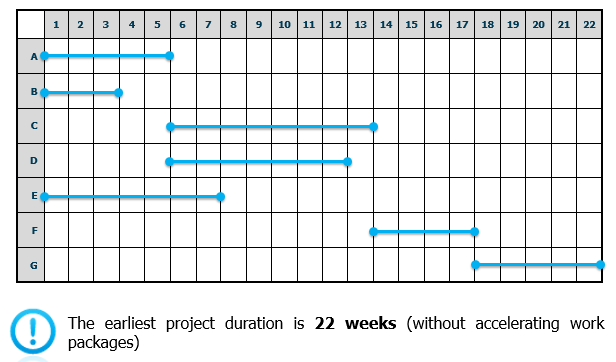 1 2 3 4 5 6 7 8 9 10 11 12 13 14 15 16 17 18 19 20 21 22
A
B
C
D
E
F
G
The earliest project duration is 22 weeks (without accelerating work
packages)